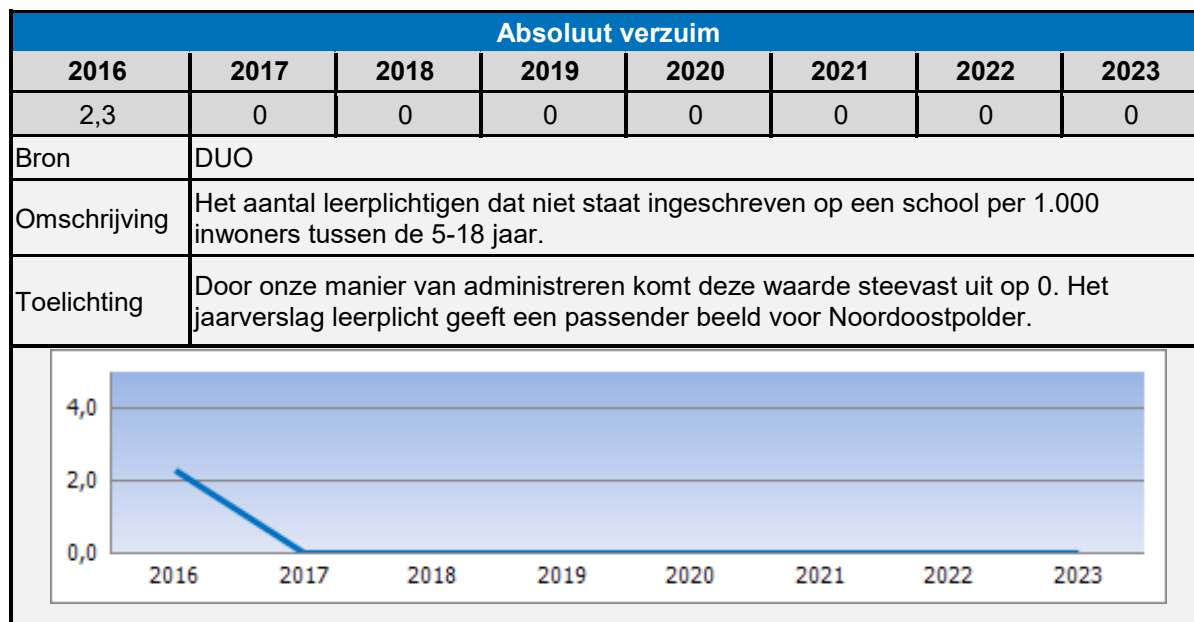 Absoluut verzuim
2016 2017 2018 2019 2020 2021 2022 2023
2,3 0 0 0 0 0 0 0
Bron DUO
Omschrijving Het aantal leerplichtigen dat niet staat ingeschreven op een school per 1.000
inwoners tussen de 5-18 jaar.
Toelichting Door onze manier van administreren komt deze waarde steevast uit op 0. Het
jaarverslag leerplicht geeft een passender beeld voor Noordoostpolder.
4,0
2,0
0,0
2016 2017 2018 2019 2020 2021 2022 2023